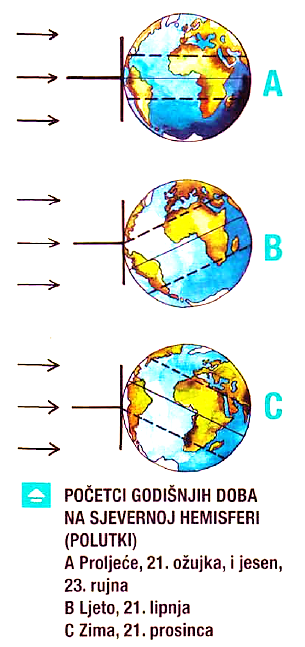 A
B
C
POČETCI GODIŠNJIH DOBA
NA SJEVERNOJ HEMISFERI
(POLUTKI)
A Proljeće, 21. ožujka, i jesen,
23. rujna
B Ljeto, 21. lipnja
C Zima, 21. prosinca